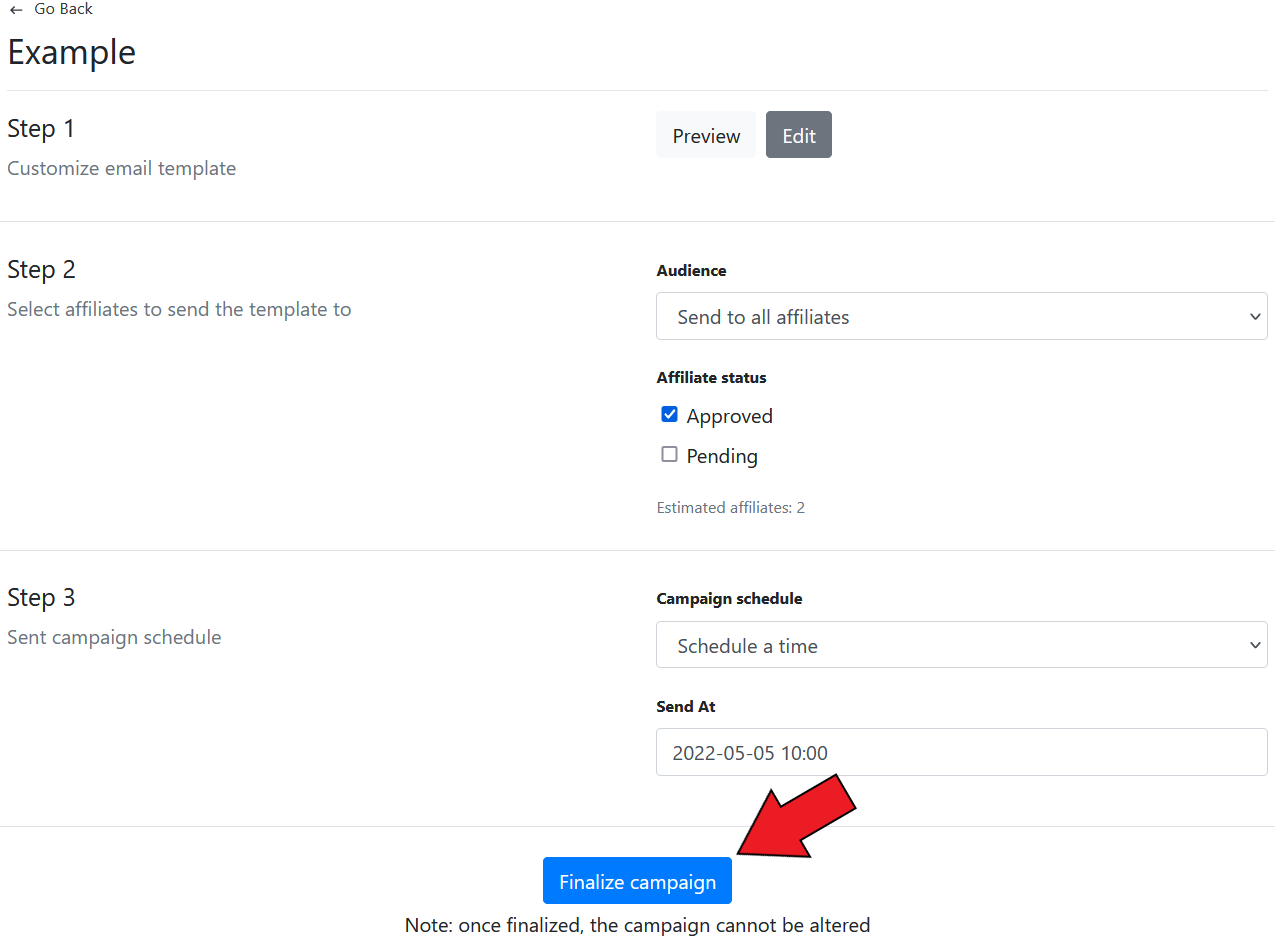 ← Go Back
Example
Step 1
Customize email template
Preview
Edit
Step 2
Select affiliates to send the template to
Audience
Send to all affiliates
Affiliate status
Approved
Pending
Estimated affiliates: 2
Step 3
Sent campaign schedule
Campaign schedule
Schedule a time
Send At
2022-05-05 10:00
Finalize campaign
Note: once finalized, the campaign cannot be altered